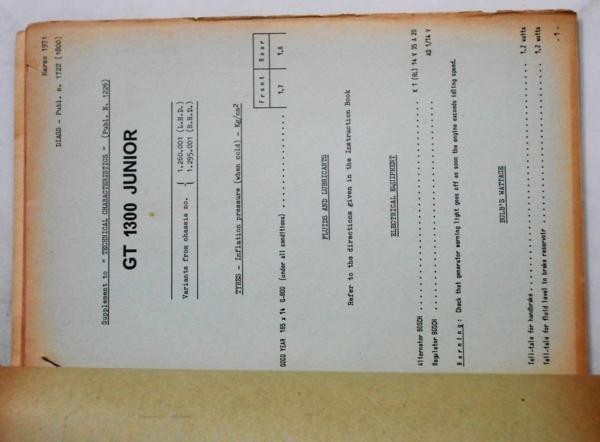 Marzo 1971
DIASS - Publ. n. 1722 (1600)
Supplement to " TECHNICAL CHARACTERISTICS " (Publ. N. 1226)
GT 1300 JUNIOR
Variants from chassis no. { 1.260.001 (L.H.D.)
1.295.001 (R.H.D.)
TYRES - Inflation pressure (when cold) - Kg/cm2
Front Rear
GOOD YEAR 165 x 14 G-800 (under all conditions) 1,7 1,8
FLUIDS AND LUBRICANTS
Refer to the directions given in the Instruction Book
ELECTRICAL EQUIPMENT
Alternator BOSCH K 1 (RL) 14 V 35 A 20
Regulator BOSCH AD 1/14 V
Warning: Check that generator warning light goes off as soon the engine exceeds idling speed.
BULB'S WATTAGE
Tell-tale for handbrake 1,2 watts
Tell-tale for fluid level in brake reservoir 1,2 watts
- 1 -